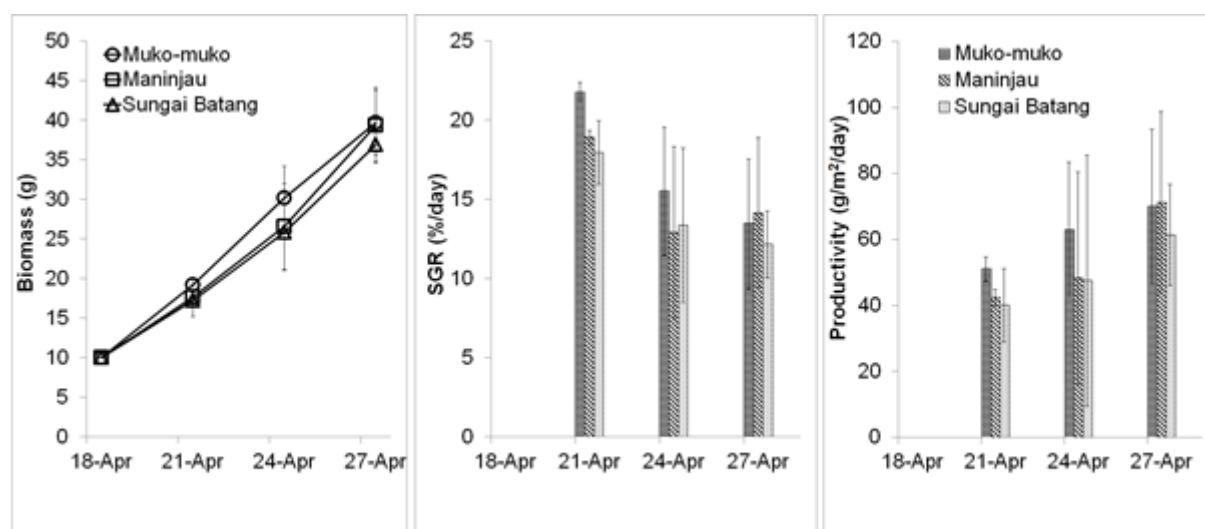 Biomass (g)
50
45
40
35
30
25
20
15
10
5
0
Muko-muko
Maninjau
Sungai Batang
18-Apr 21-Apr 24-Apr 27-Apr
SGR (%/day)
25
20
15
10
5
0
18-Apr 21-Apr 24-Apr 27-Apr
Productivity (g/m²/day)
120
100
80
60
40
20
0
Muko-muko
Maninjau
Sungai Batang
18-Apr 21-Apr 24-Apr 27-Apr